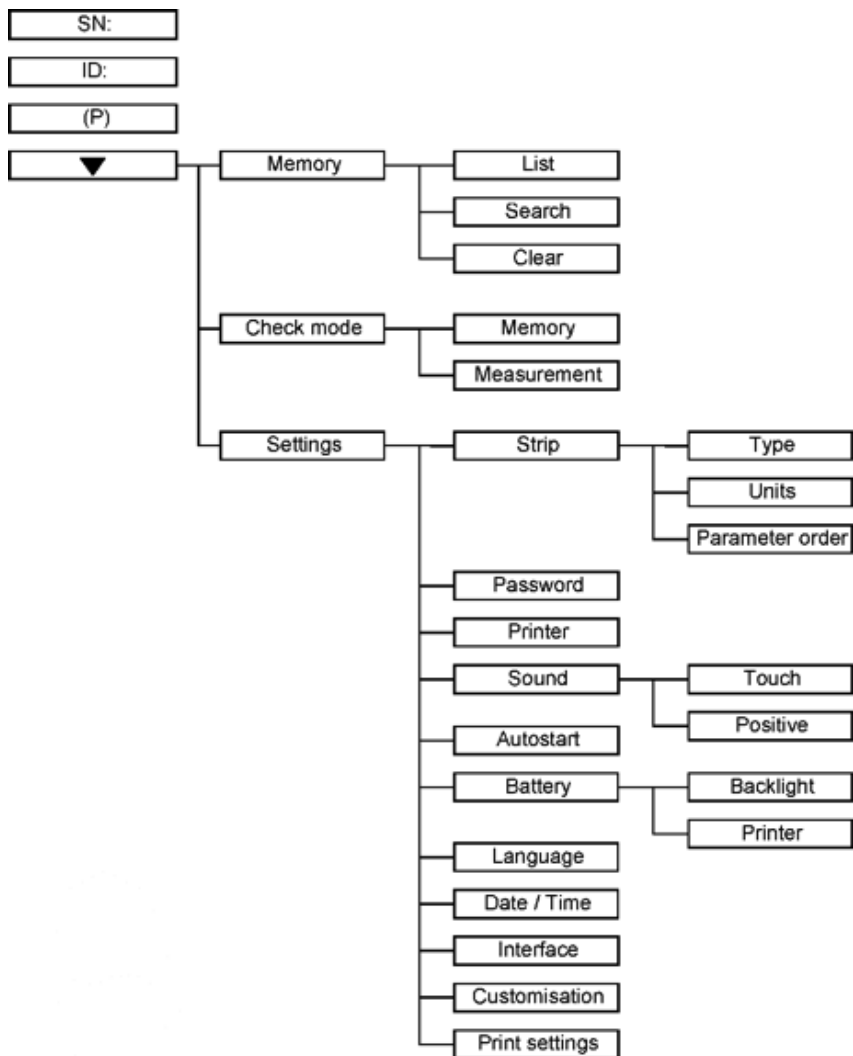 SN:
ID:
(P)
Memory
List
Search
Clear
Check mode
Memory
Measurement
Settings
Strip
Type
Units
Parameter order
Password
Printer
Sound
Touch
Positive
Autostart
Battery
Backlight
Printer
Language
Date / Time
Interface
Customisation
Print settings